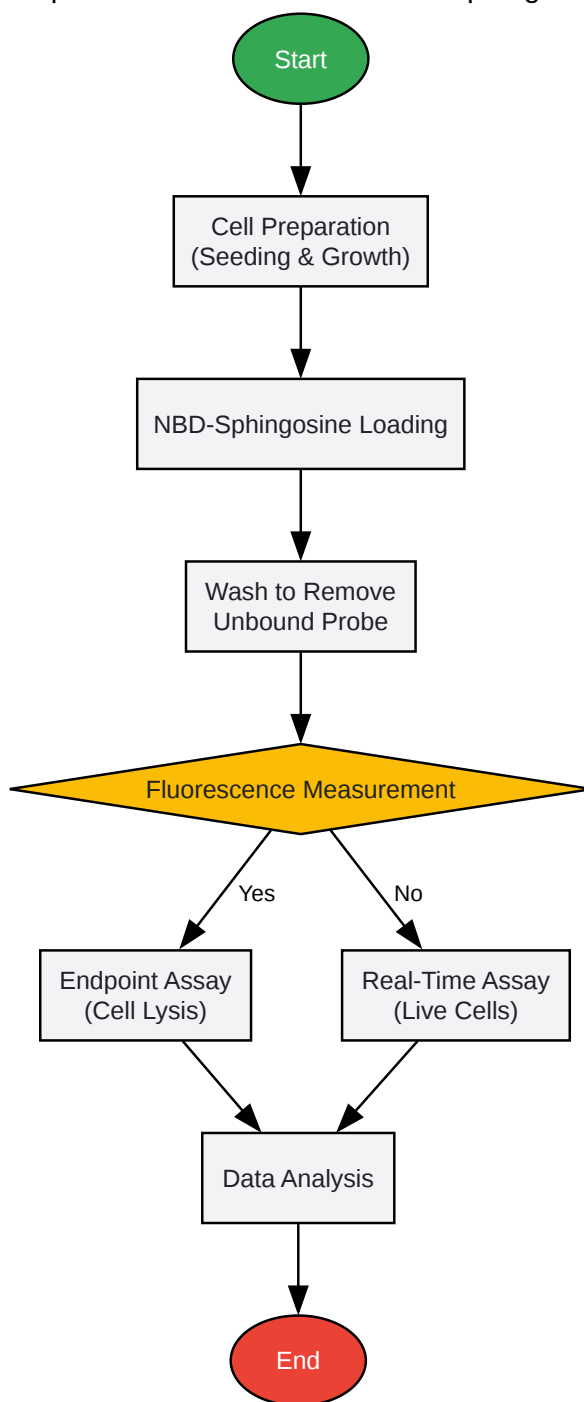 Start
Cell Preparation
(Seeding & Growth)
NBD-Sphingosine Loading
Wash to Remove
Unbound Probe
Fluorescence Measurement
Yes
No
Endpoint Assay
(Cell Lysis)
Real-Time Assay
(Live Cells)
Data Analysis
End